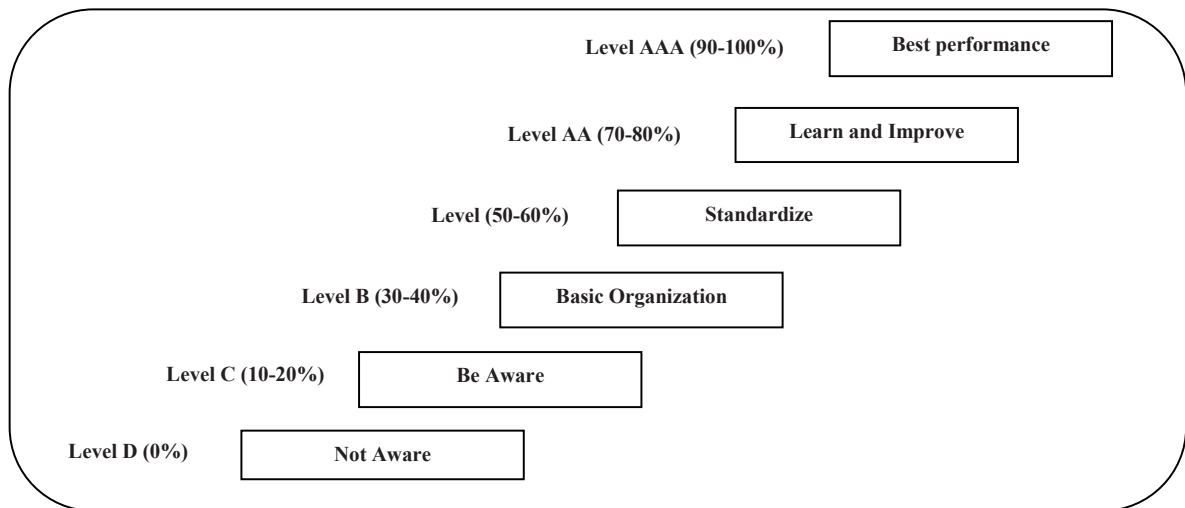 Level AAA (90-100%) Best performance
Level AA (70-80%) Learn and Improve
Level (50-60%) Standardize
Level B (30-40%) Basic Organization
Level C (10-20%) Be Aware
Level D (0%) Not Aware